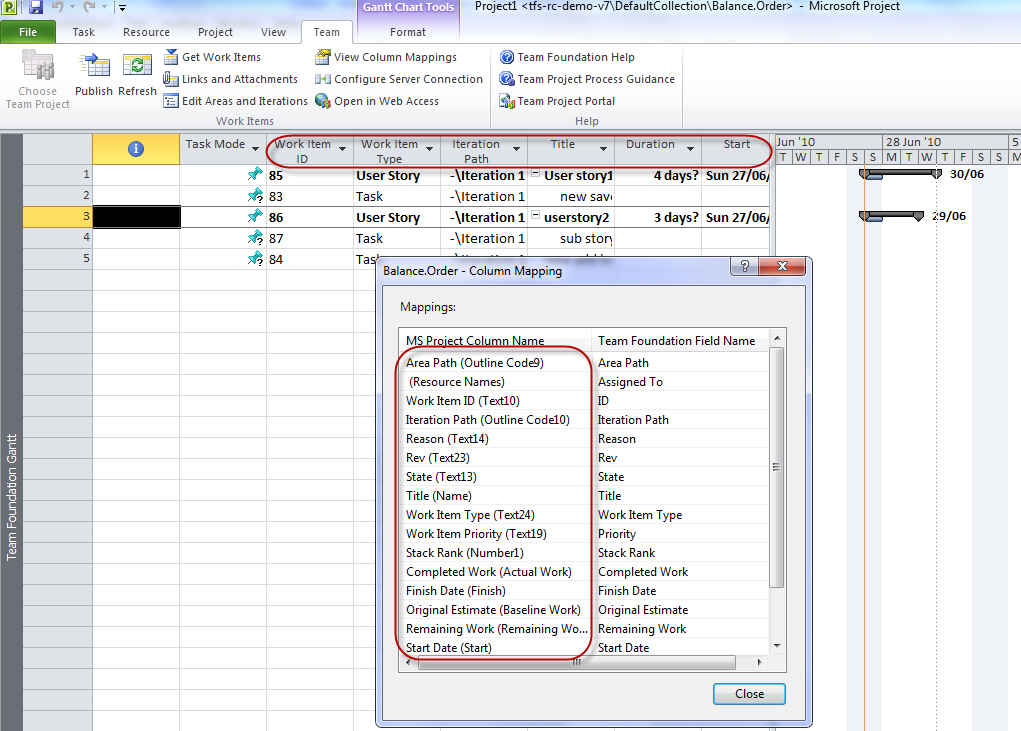 Gantt Chart Tools
Project1 <tfs-rc-demo-v7\DefaultCollection\Balance.Order> - Microsoft Project
File Task Resource Project View Team Format
Choose Team Project
Publish
Refresh
Get Work Items
Links and Attachments
Edit Areas and Iterations
View Column Mappings
Configure Server Connection
Open in Web Access
Work Items
Team Foundation Help
Team Project Process Guidance
Team Project Portal
Help
Task Mode
Work Item ID
Work Item Type
Iteration Path
Title
Duration
Start
Jun '10 28 Jun '10 5
T W T F S S M T W T F S S M
1 85 User Story -\Iteration 1 User story1 4 days? Sun 27/06/ 30/06
2 83 Task -\Iteration 1 new save
3 86 User Story -\Iteration 1 userstory2 3 days? Sun 27/06/ 29/06
4 87 Task -\Iteration 1 sub story
5 84 Task
Team Foundation Gantt
Balance.Order - Column Mapping
Mappings:
MS Project Column Name Team Foundation Field Name
Area Path (Outline Code9) Area Path
(Resource Names) Assigned To
Work Item ID (Text10) ID
Iteration Path (Outline Code10) Iteration Path
Reason (Text14) Reason
Rev (Text23) Rev
State (Text13) State
Title (Name) Title
Work Item Type (Text24) Work Item Type
Work Item Priority (Text19) Priority
Stack Rank (Number1) Stack Rank
Completed Work (Actual Work) Completed Work
Finish Date (Finish) Finish Date
Original Estimate (Baseline Work) Original Estimate
Remaining Work (Remaining Wo... Remaining Work
Start Date (Start) Start Date
Close